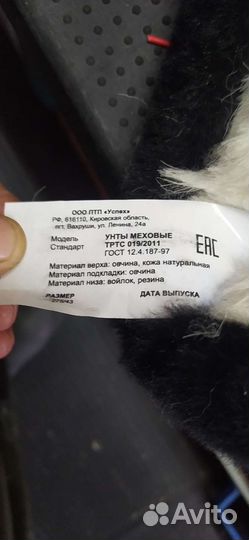 ООО ПТП «Успех»
РФ, 616110, Кировская область,
пгт. Вахруши, ул. Ленина, 24а
Модель УНТЫ МЕХОВЫЕ
Стандарт ТРТС 019/2011
ГОСТ 12.4.187-97
EAC
Материал верха: овчина, кожа натуральная
Материал подкладки: овчина
Материал низа: войлок, резина
РАЗМЕР ДАТА ВЫПУСКА
Avito